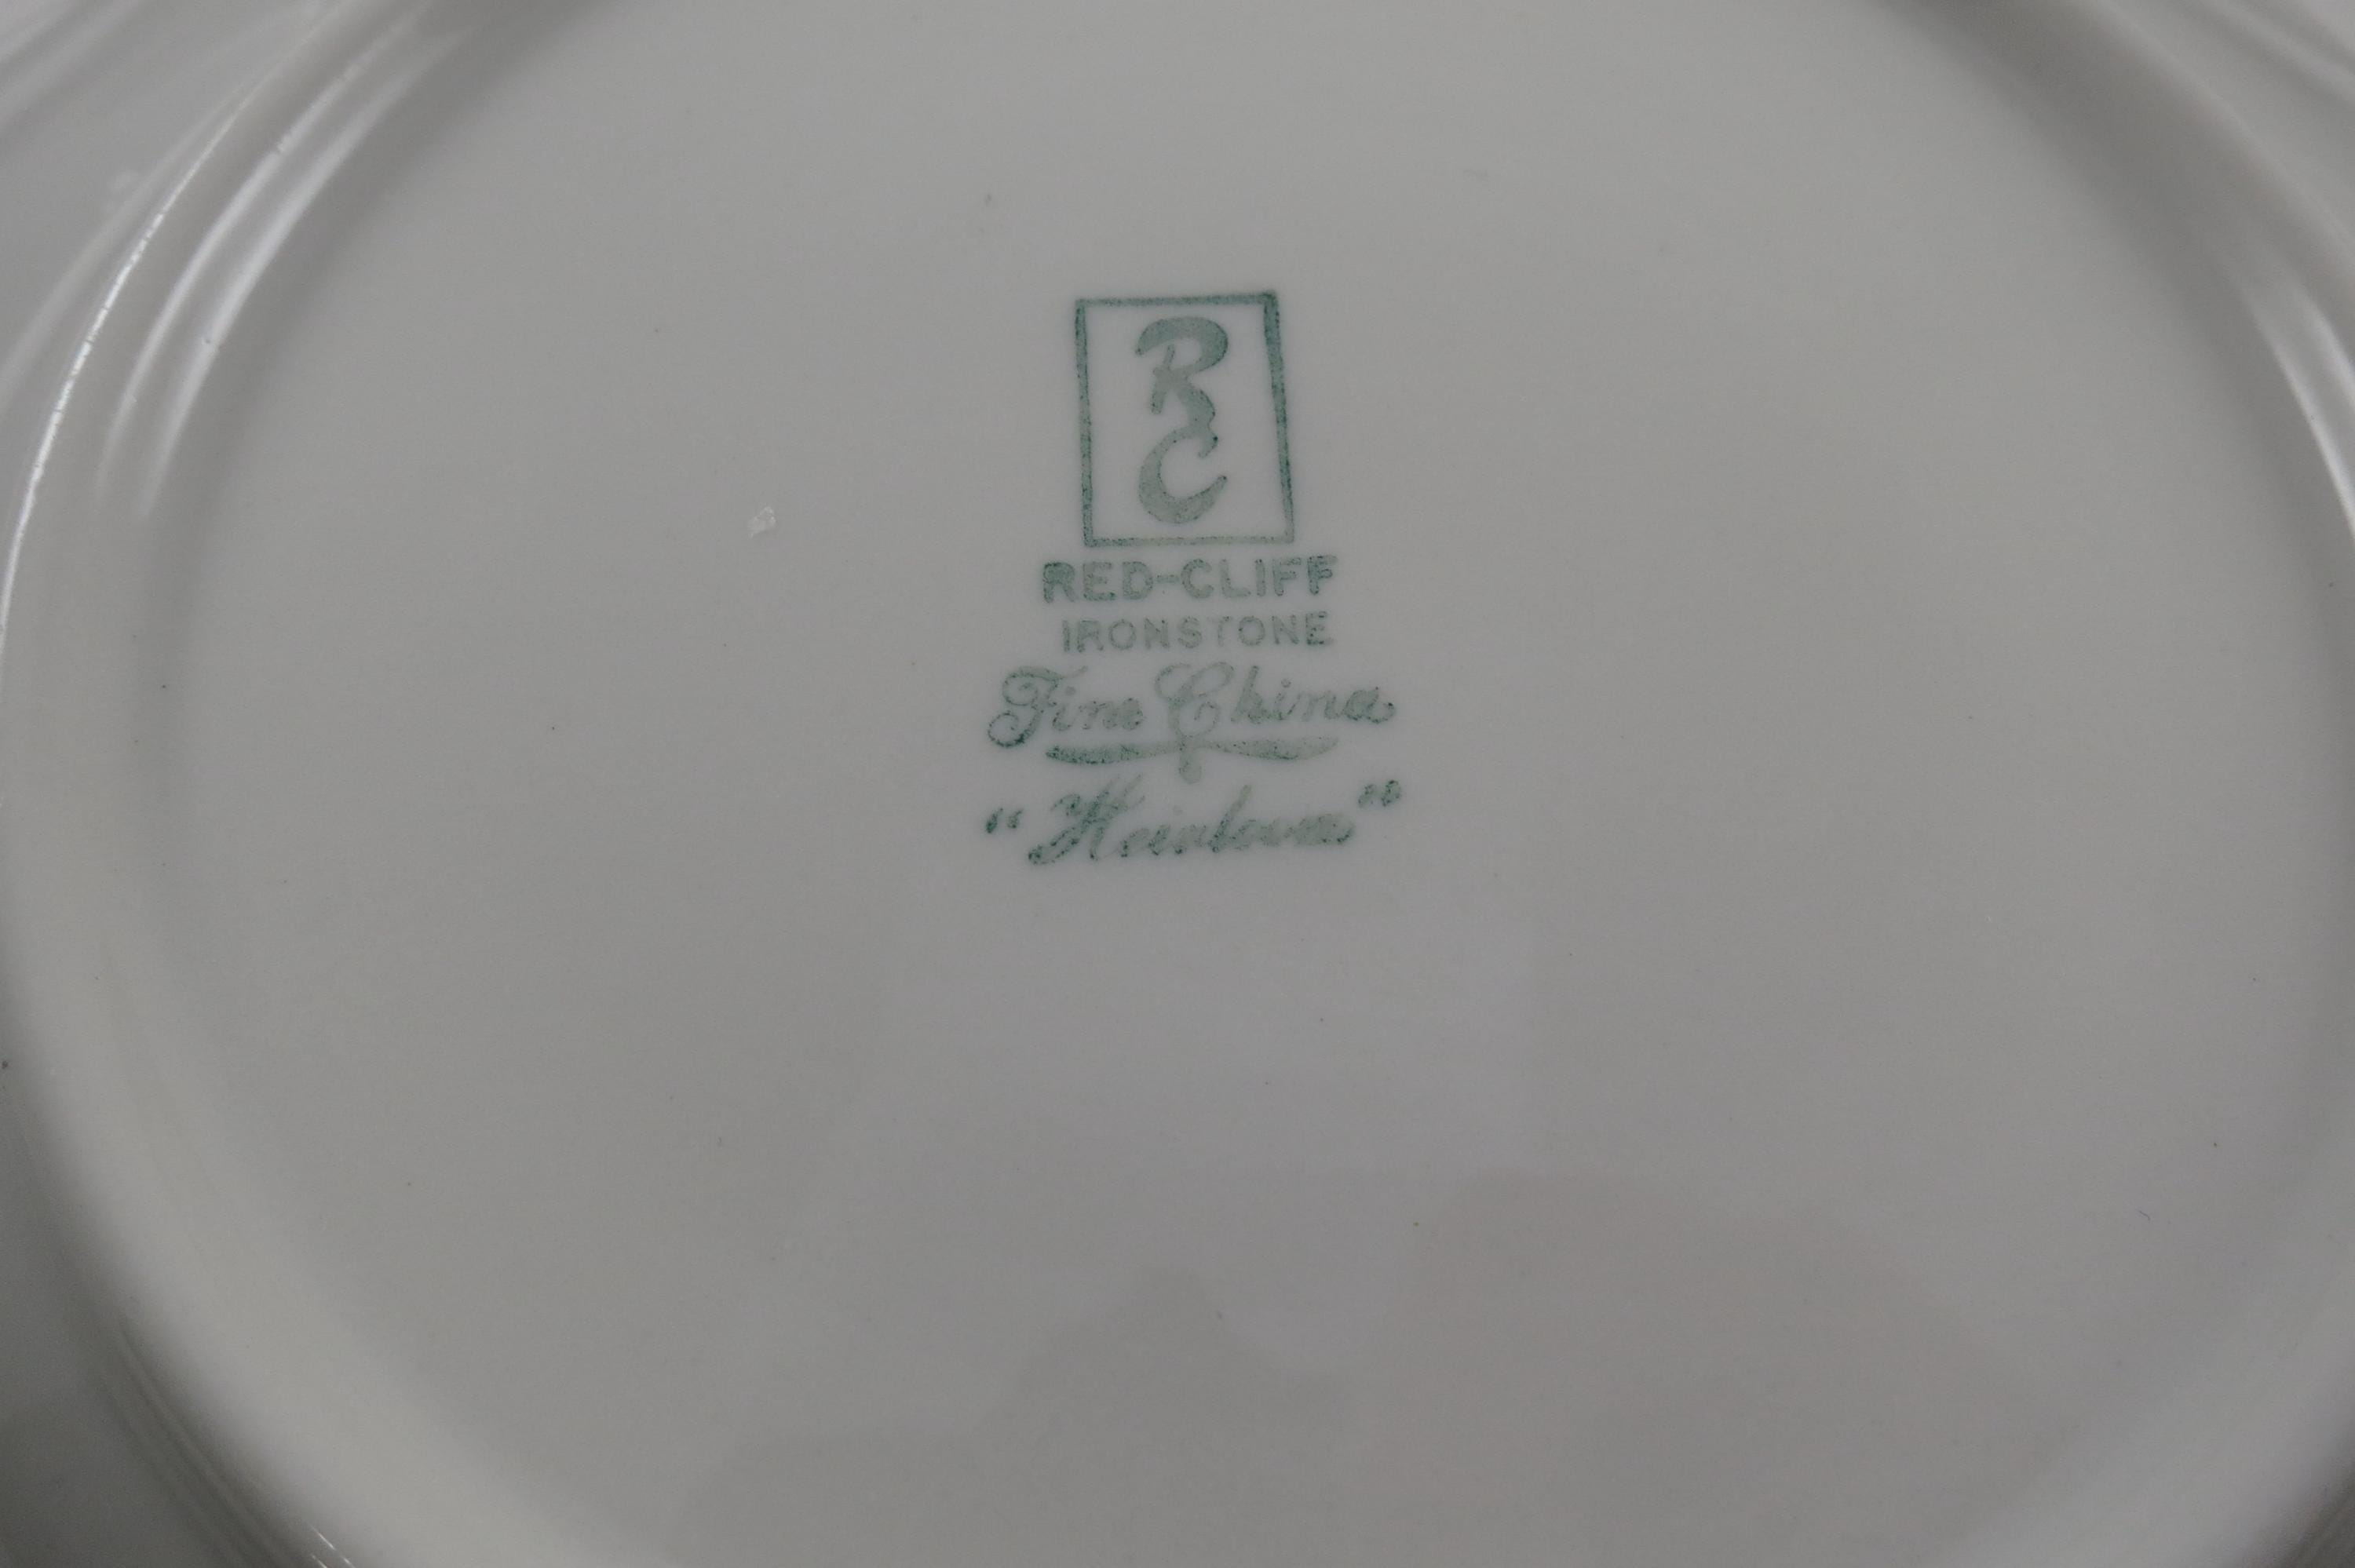 RC
RED-CLIFF
IRONSTONE
Fine China
"Heirloom"